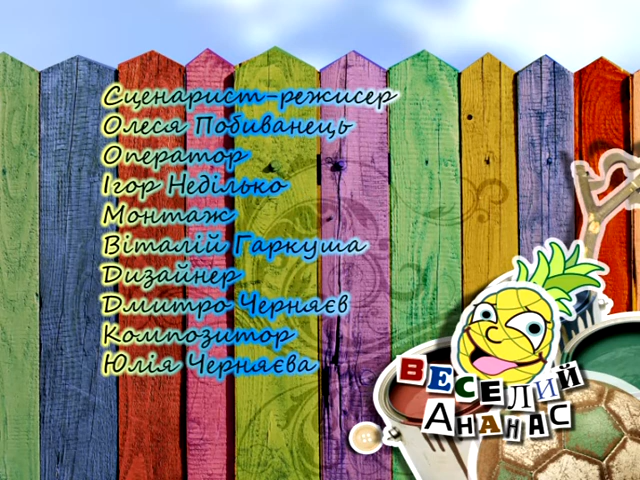 Сценарист-режисер
Олеся Побиванець
Оператор
Ігор Неділько
Монтаж
Віталій Гаркуша
Дизайнер
Дмитро Черняєв
Композитор
Юлія Черняєва
Веселий
Ананас